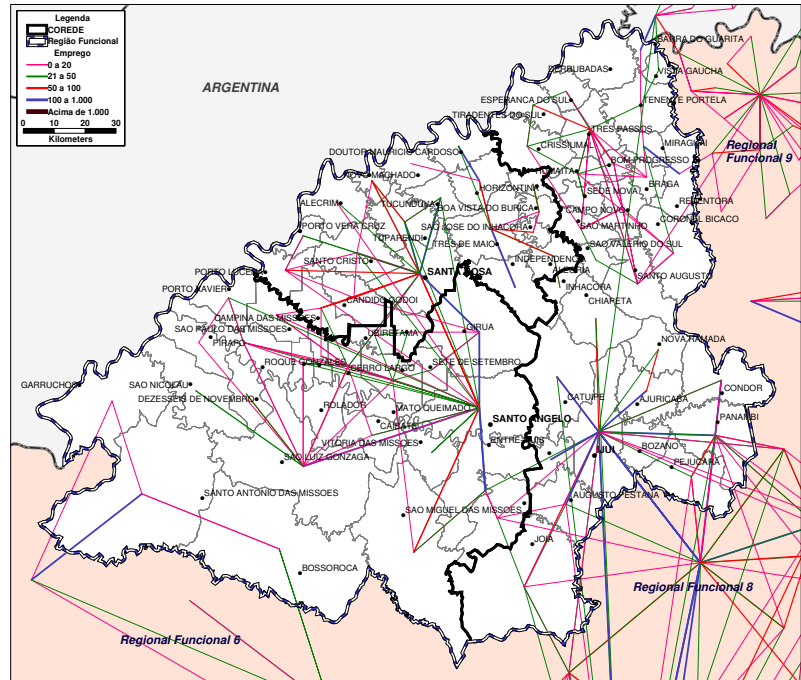 Legenda
COREDE
Região Funcional
Emprego
0 a 20
21 a 50
50 a 100
100 a 1.000
Acima de 1.000
0 10 20 30
Kilometers
ARGENTINA
BARRA DO GUARITA
DERRUBADAS
VISTA GAUCHA
ESPERANCA DO SUL
TENENTE PORTELA
TIRADENTES DO SUL
TRES PASSOS
MIRAGUAI
Regional
Funcional 9
DOUTOR MAURICIO CARDOSO
CRISSIUMAL
BOM PROGRESSO
NOVO MACHADO
HUMAITA
HORIZONTINA
SEDE NOVA
BRAGA
ALECRIM
TUCUNDUVA
BOA VISTA DO BURICA
CAMPO NOVO
REDENTORA
PORTO VERA CRUZ
SAO JOSE DO INHACORA
SAO MARTINHO
CORONEL BICACO
TUPARENDI
TRES DE MAIO
SAO VALERIO DO SUL
SANTO CRISTO
INDEPENDENCIA
PORTO LUCENA
SANTA ROSA
ALEGRIA
SANTO AUGUSTO
PORTO XAVIER
INHACORA
CANDIDO GODOI
CHIAPETA
CAMPINA DAS MISSOES
SAO PAULO DAS MISSOES
UBIRETAMA
GIRUA
PIRAPO
NOVA RAMADA
ROQUE GONZALES
SETE DE SETEMBRO
CERRO LARGO
GARRUCHOS
SAO NICOLAU
CONDOR
DEZESSEIS DE NOVEMBRO
CATUIPE
AJURICABA
ROLADOR
MATO QUEIMADO
PANAMBI
CAIBATE
SANTO ANGELO
VITORIA DAS MISSOES
ENTRE-IJUIS
IJUI
BOZANO
SAO LUIZ GONZAGA
PEJUCARA
SANTO ANTONIO DAS MISSOES
AUGUSTO PESTANA
SAO MIGUEL DAS MISSOES
JOIA
BOSSOROCA
Regional Funcional 8
Regional Funcional 6